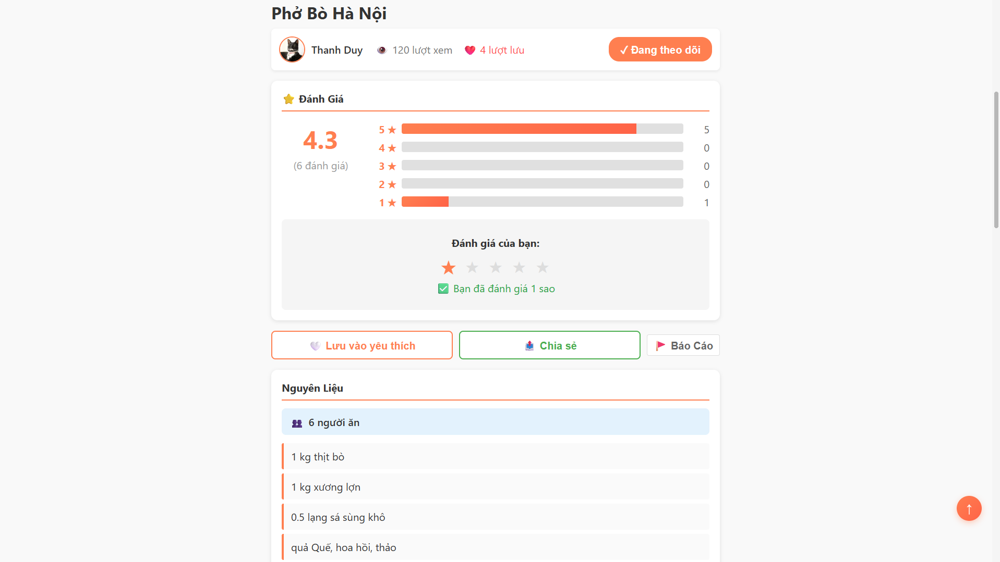 Phở Bò Hà Nội
Thanh Duy 120 lượt xem 4 lượt lưu ✓ Đang theo dõi
Đánh Giá
4.3
(6 đánh giá)
5 ★ 5
4 ★ 0
3 ★ 0
2 ★ 0
1 ★ 1
Đánh giá của bạn:
Bạn đã đánh giá 1 sao
Lưu vào yêu thích Chia sẻ Báo Cáo
Nguyên Liệu
6 người ăn
1 kg thịt bò
1 kg xương lợn
0.5 lạng sá sùng khô
quả Quế, hoa hồi, thảo